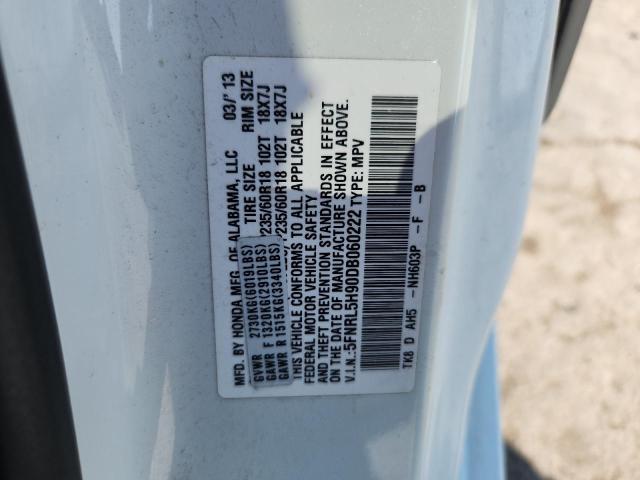 MFD. BY HONDA MFG. OF ALABAMA, LLC 03/'13
TIRE SIZE RIM SIZE
GVWR 2730KG(6019LBS)
GAWR F 1320KG(2910LBS) 235/60R18 102T 18X7J
GAWR R 1515KG(3340LBS) 235/60R18 102T 18X7J
THIS VEHICLE CONFORMS TO ALL APPLICABLE
FEDERAL MOTOR VEHICLE SAFETY
AND THEFT PREVENTION STANDARDS IN EFFECT
ON THE DATE OF MANUFACTURE SHOWN ABOVE.
V.I.N.:5FNRL5H90DB060222 TYPE: MPV
TK8 D AH5 -NH603P -F -B